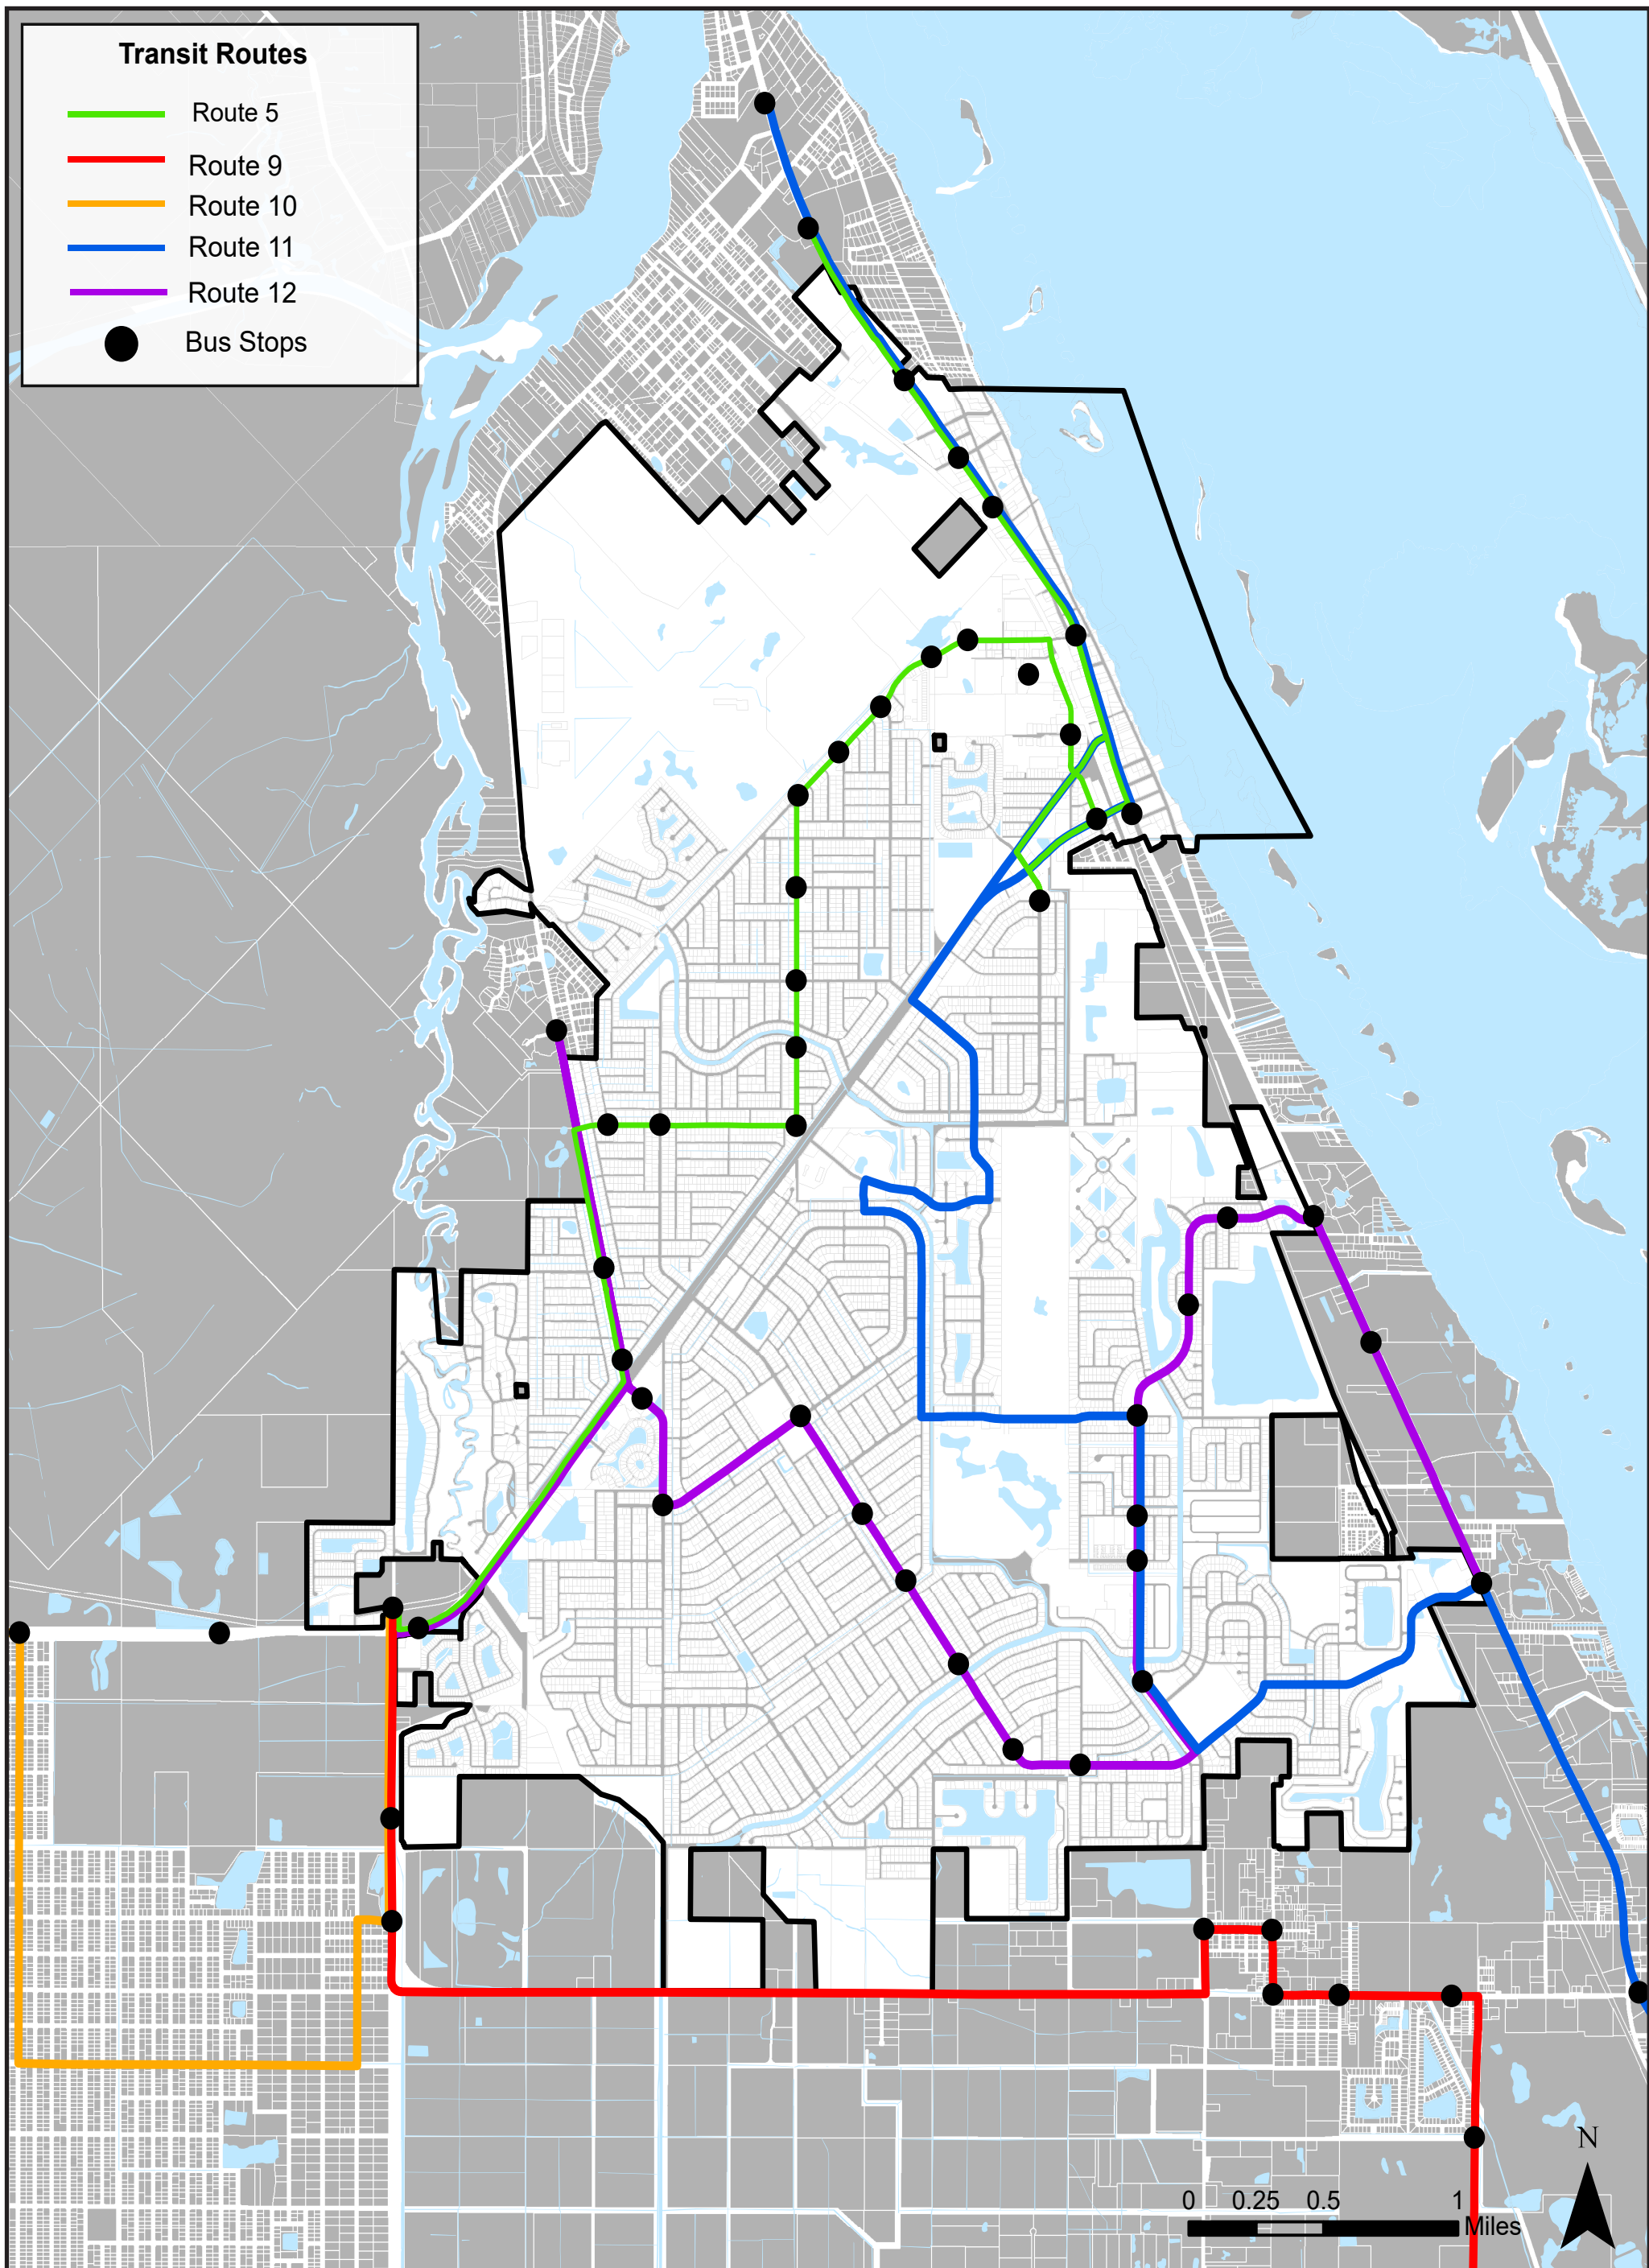 Transit Routes
Route 5
Route 9
Route 10
Route 11
Route 12
Bus Stops
N
0 0.25 0.5 1
Miles